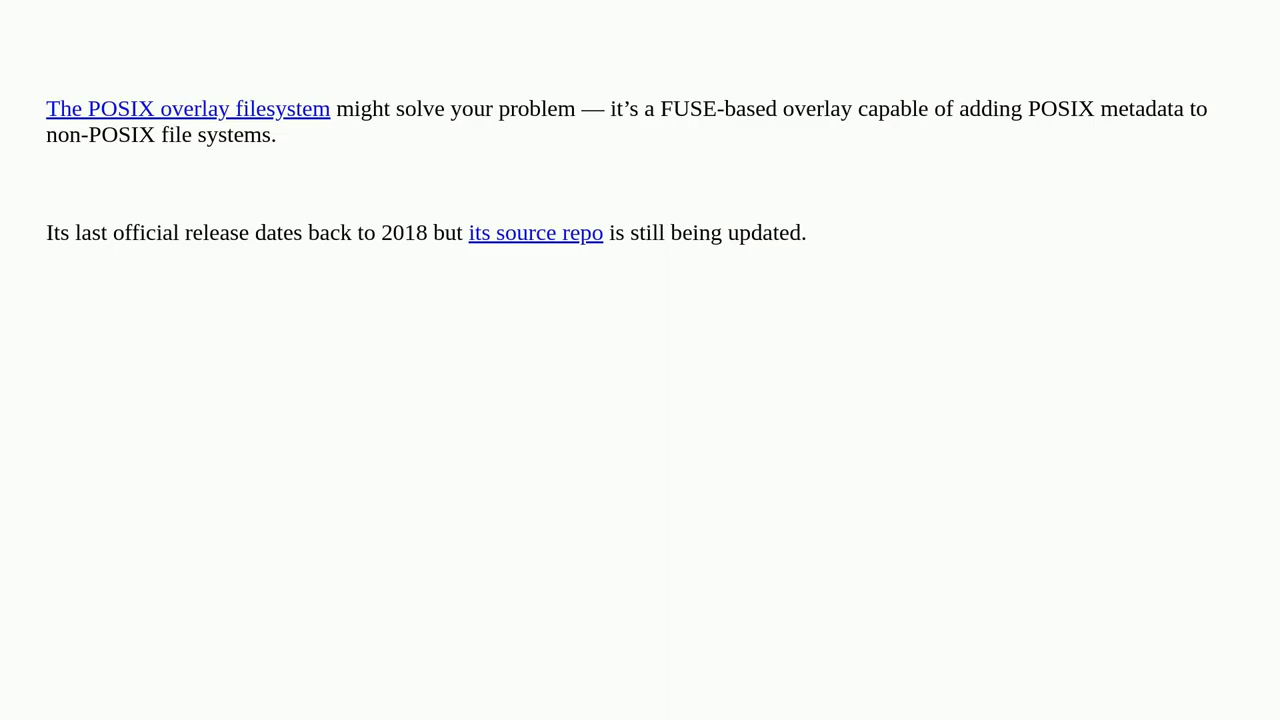 The POSIX overlay filesystem might solve your problem — it’s a FUSE-based overlay capable of adding POSIX metadata to
non-POSIX file systems.
Its last official release dates back to 2018 but its source repo is still being updated.